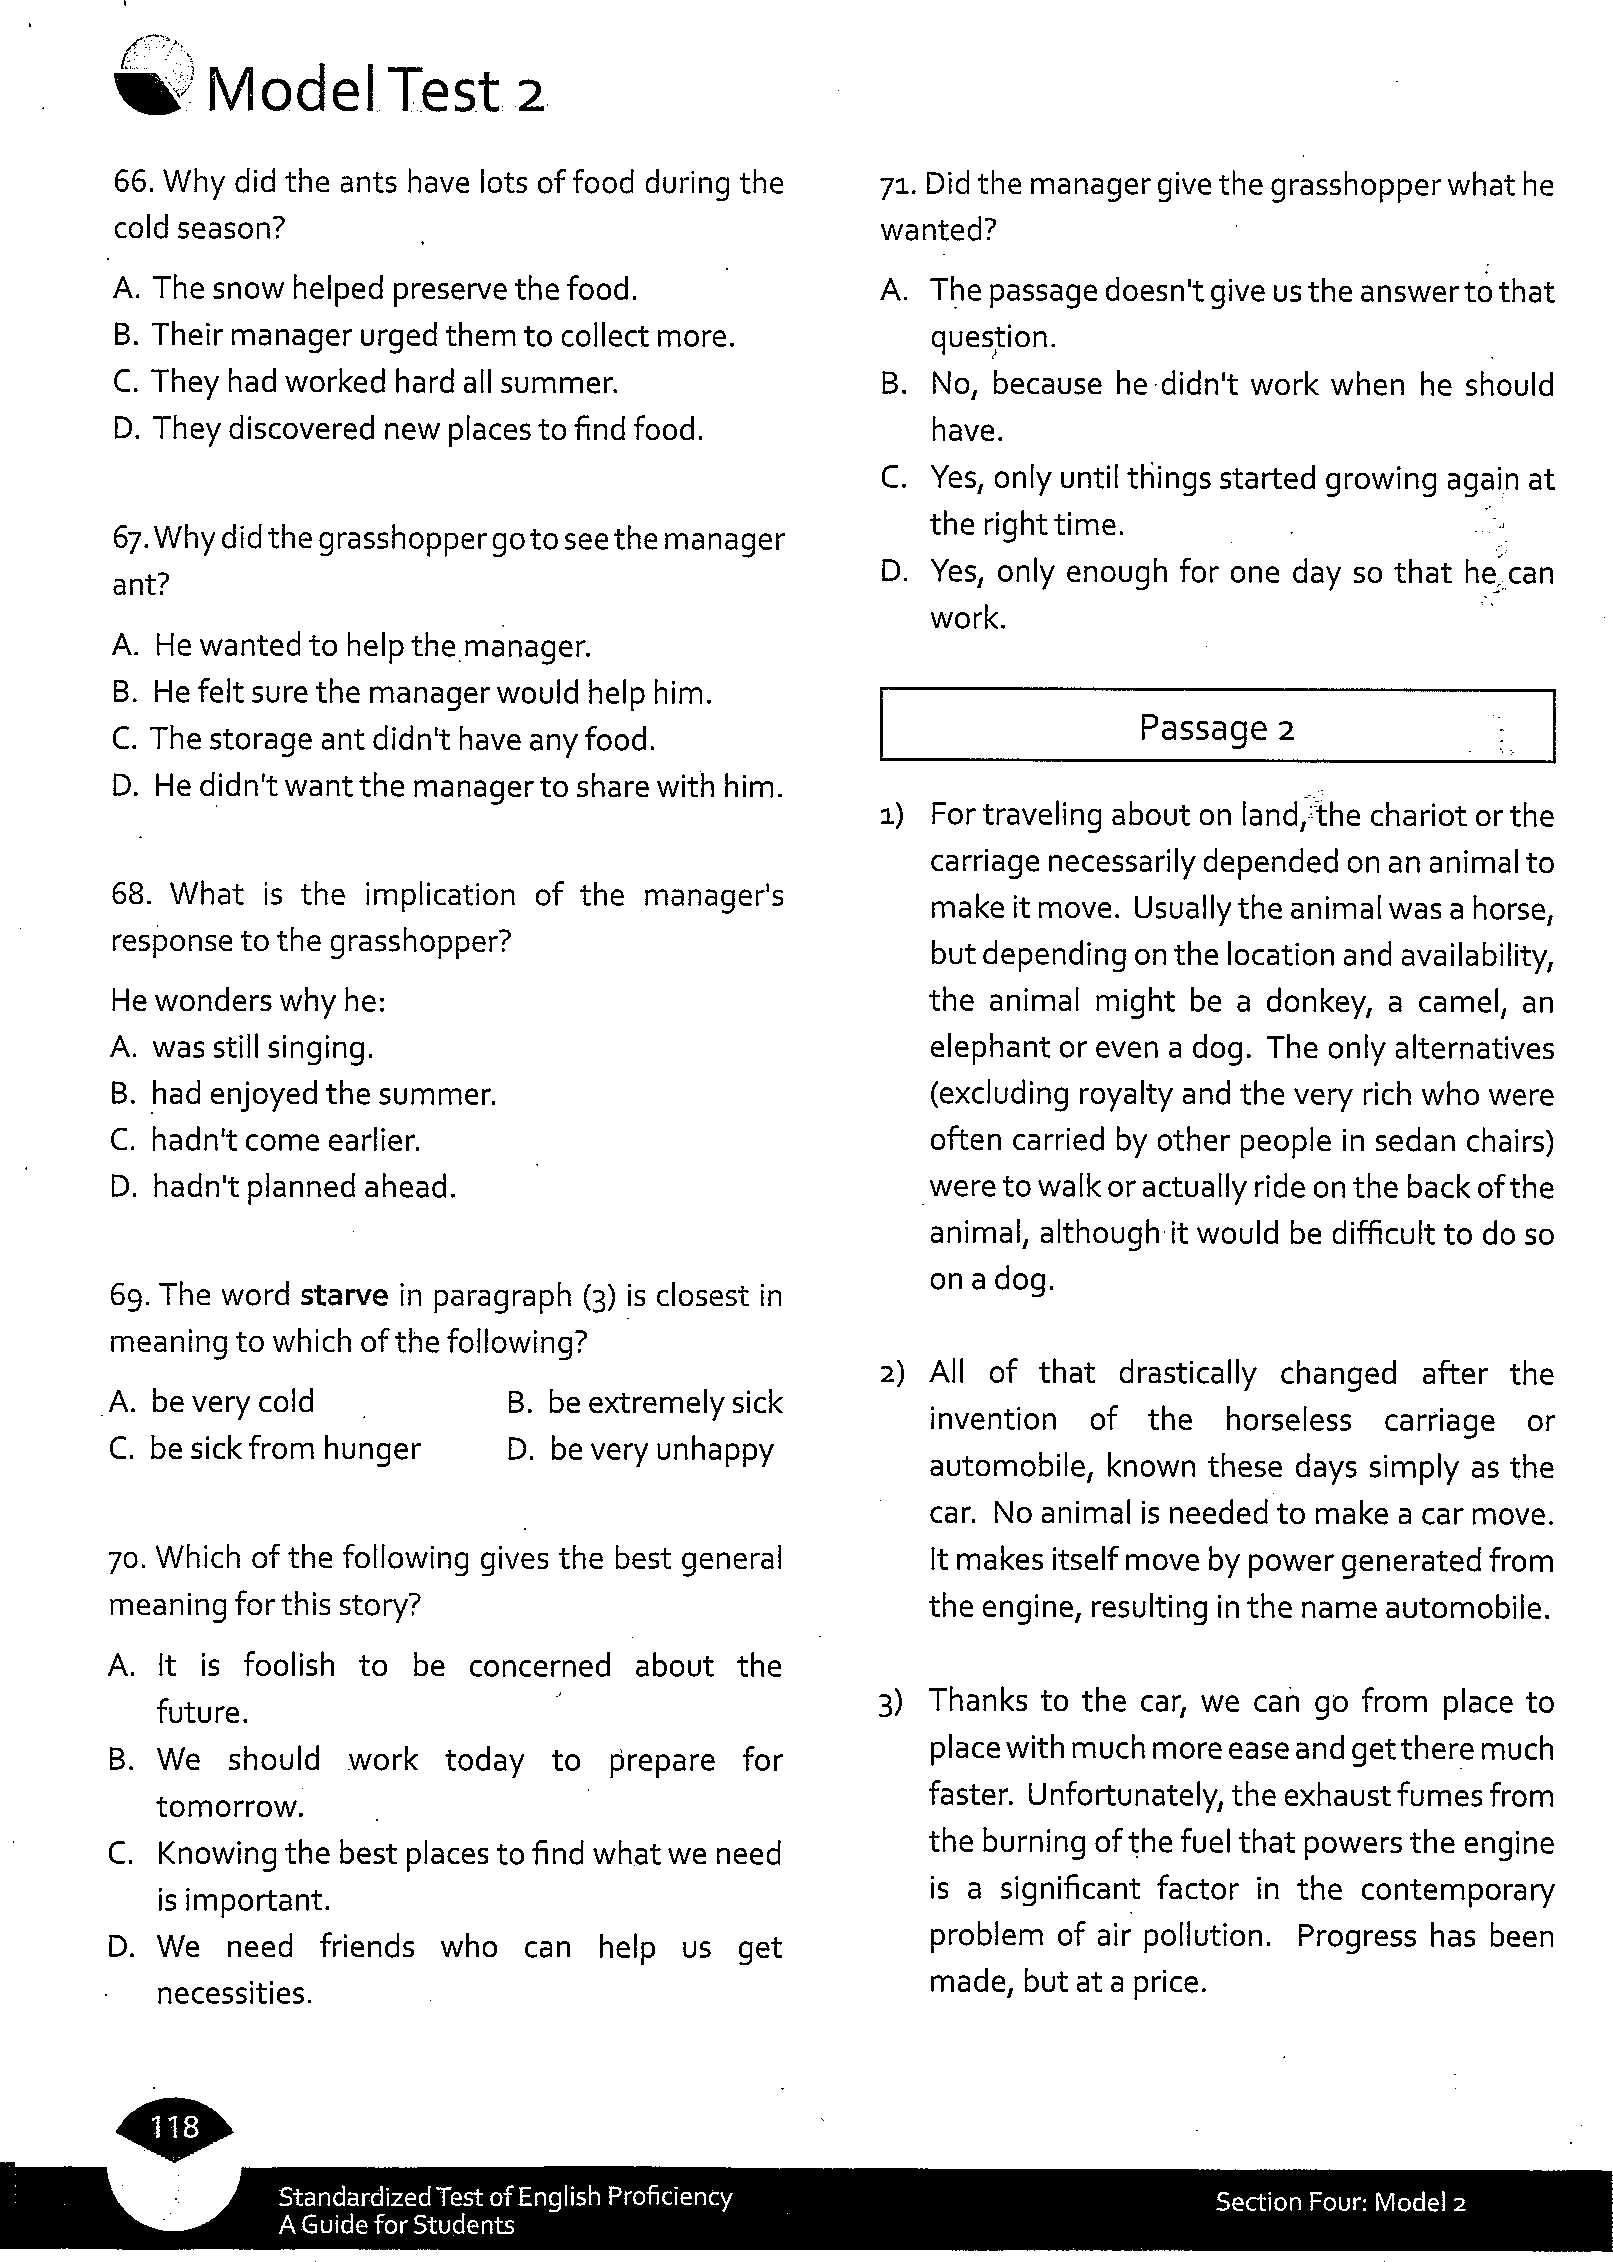 Model Test 2
66. Why did the ants have lots of food during the
cold season?
A. The snow helped preserve the food.
B. Their manager urged them to collect more.
C. They had worked hard all summer.
D. They discovered new places to find food.
67. Why did the grasshopper go to see the manager
ant?
A. He wanted to help the manager.
B. He felt sure the manager would help him.
C. The storage ant didn't have any food.
D. He didn't want the manager to share with him.
68. What is the implication of the manager's
response to the grasshopper?
He wonders why he:
A. was still singing.
B. had enjoyed the summer.
C. hadn't come earlier.
D. hadn't planned ahead.
69. The word starve in paragraph (3) is closest in
meaning to which of the following?
A. be very cold B. be extremely sick
C. be sick from hunger D. be very unhappy
70. Which of the following gives the best general
meaning for this story?
A. It is foolish to be concerned about the
future.
B. We should work today to prepare for
tomorrow.
C. Knowing the best places to find what we need
is important.
D. We need friends who can help us get
necessities.
71. Did the manager give the grasshopper what he
wanted?
A. The passage doesn't give us the answer to that
question.
B. No, because he didn't work when he should
have.
C. Yes, only until things started growing again at
the right time.
D. Yes, only enough for one day so that he can
work.
Passage 2
1) For traveling about on land, the chariot or the
carriage necessarily depended on an animal to
make it move. Usually the animal was a horse,
but depending on the location and availability,
the animal might be a donkey, a camel, an
elephant or even a dog. The only alternatives
(excluding royalty and the very rich who were
often carried by other people in sedan chairs)
were to walk or actually ride on the back of the
animal, although it would be difficult to do so
on a dog.
2) All of that drastically changed after the
invention of the horseless carriage or
automobile, known these days simply as the
car. No animal is needed to make a car move.
It makes itself move by power generated from
the engine, resulting in the name automobile.
3) Thanks to the car, we can go from place to
place with much more ease and get there much
faster. Unfortunately, the exhaust fumes from
the burning of the fuel that powers the engine
is a significant factor in the contemporary
problem of air pollution. Progress has been
made, but at a price.
118
Standardized Test of English Proficiency
A Guide for Students
Section Four: Model 2